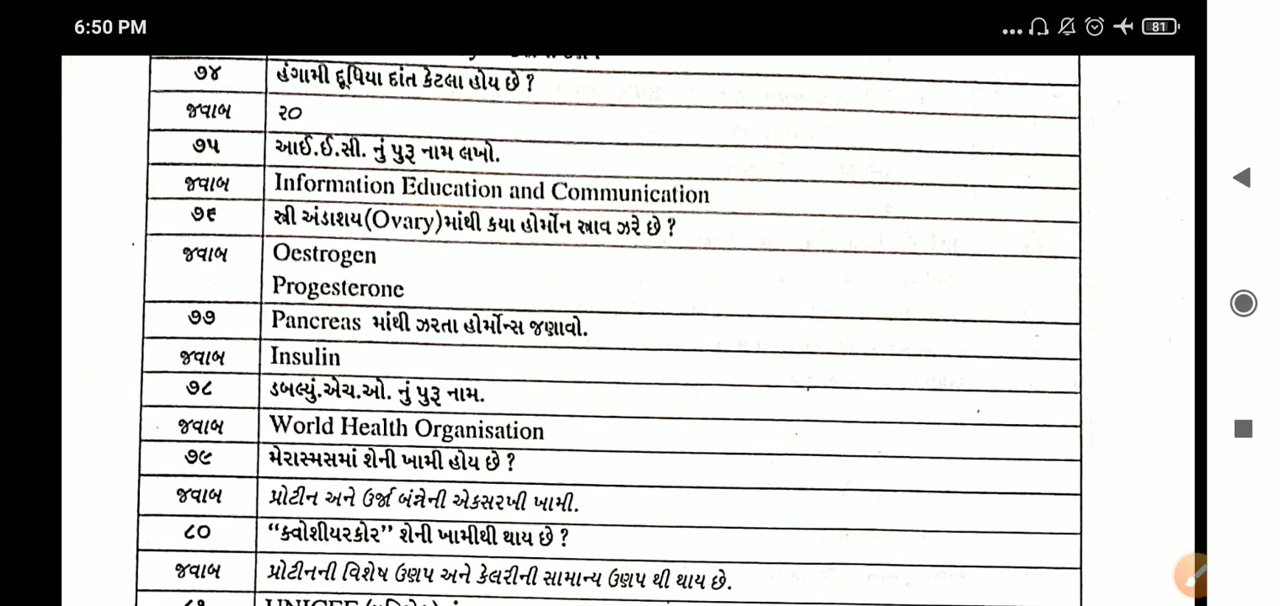 6:50 PM
81
૭૪ હંગામી દૂધિયા દાંત કેટલા હોય છે ?
જવાબ ૨૦
૭૫ આઈ.ઈ.સી. નું પુરૂ નામ લખો.
જવાબ Information Education and Communication
૭૬ સ્ત્રી અંડાશય(Ovary)માંથી કયા હોર્મોન સ્ત્રાવ ઝરે છે ?
જવાબ Oestrogen
Progesterone
૭૭ Pancreas માંથી ઝરતા હોર્મોન્સ જણાવો.
જવાબ Insulin
૭૮ ડબલ્યું.એચ.ઓ. નું પુરૂ નામ.
જવાબ World Health Organisation
૭૯ મેરાસ્મસમાં શેની ખામી હોય છે ?
જવાબ પ્રોટીન અને ઉર્જા બંન્નેની એકસરખી ખામી.
૮૦ “ક્વોશીયરકોર” શેની ખામીથી થાય છે ?
જવાબ પ્રોટીનની વિશેષ ઉણપ અને કેલરીની સામાન્ય ઉણપ થી થાય છે.